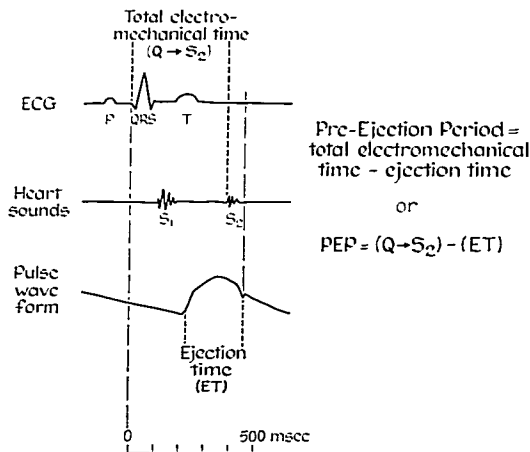 Total electro-
mechanical time
(Q → S₂)
ECG
P
QRS
T
Heart
sounds
S₁
S₂
Pulse
wave
form
Ejection
time
(ET)
0
500 msec
Pre-Ejection Period =
total electromechanical
time - ejection time
or
PEP = (Q→S₂) - (ET)